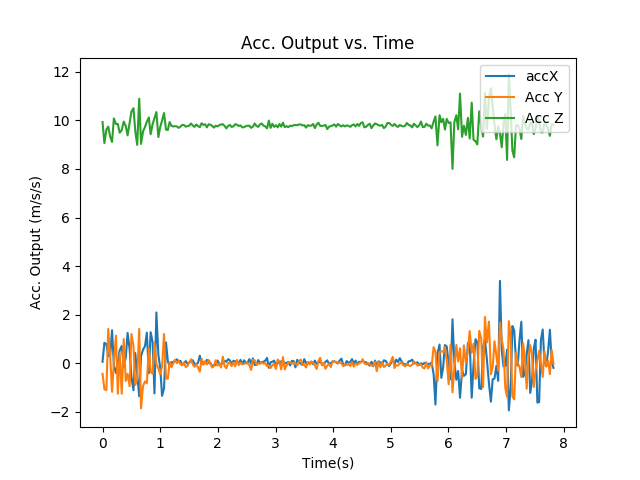 Acc. Output vs. Time
Acc. Output (m/s/s)
12
10
8
6
4
2
0
−2
accX
Acc Y
Acc Z
0 1 2 3 4 5 6 7 8
Time(s)